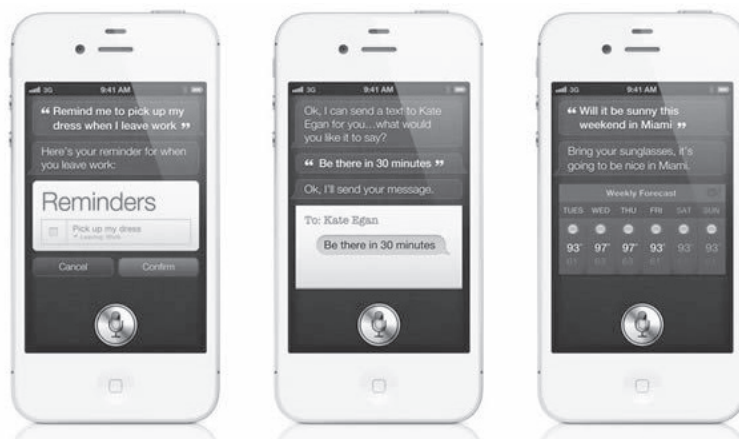 3G 9:41 AM
“ Remind me to pick up my
dress when I leave work ”
Here's your reminder for when
you leave work:
Reminders
Pick up my dress
Leaving: Work
Cancel Confirm
3G 9:41 AM
Ok, I can send a text to Kate
Egan for you...what would
you like it to say?
“ Be there in 30 minutes ”
Ok, I'll send your message.
To: Kate Egan
Be there in 30 minutes
3G 9:41 AM
“ Will it be sunny this
weekend in Miami ”
Bring your sunglasses, it's
going to be nice in Miami.
Weekly Forecast
TUES WED THU FRI SAT SUN
93° 97° 97° 93° 93° 93°
61